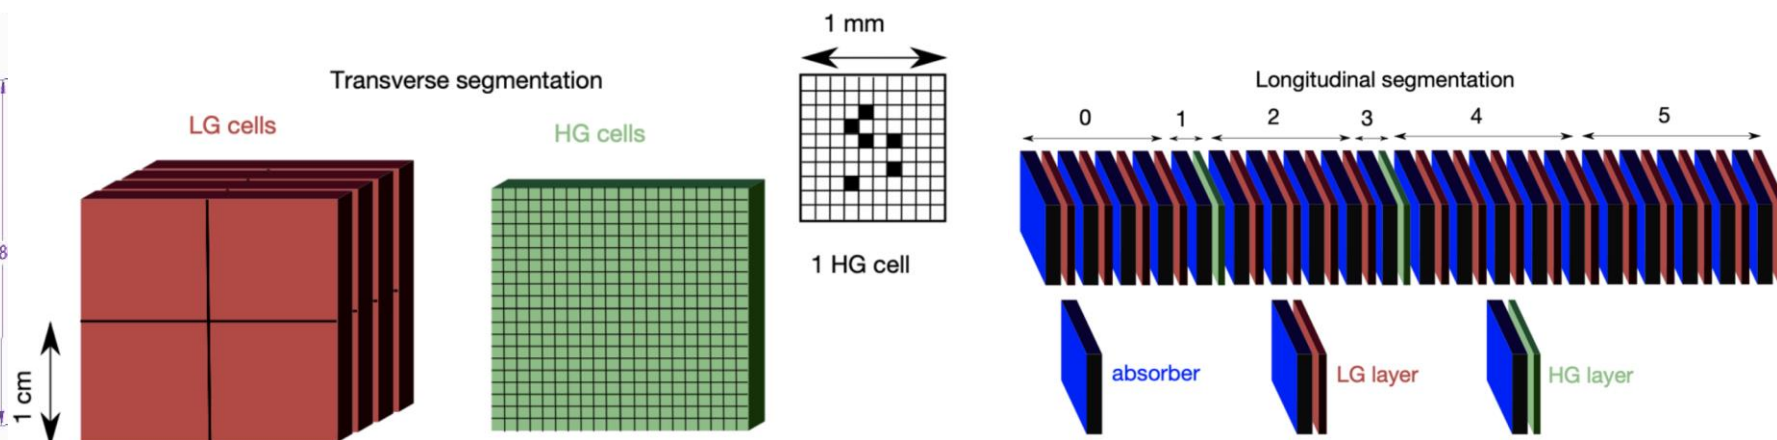 8
Transverse segmentation
LG cells
HG cells
1 cm
1 mm
1 HG cell
Longitudinal segmentation
0 1 2 3 4 5
absorber
LG layer
HG layer